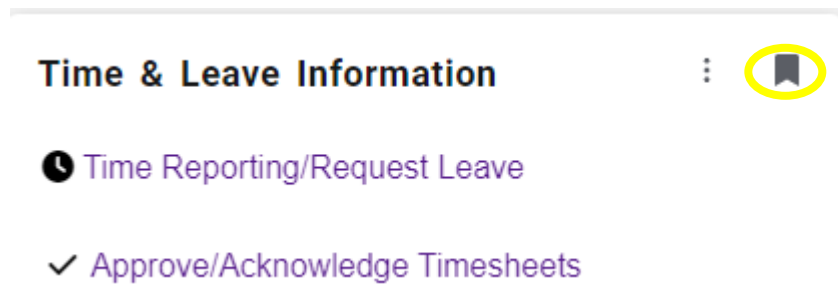 Time & Leave Information
Time Reporting/Request Leave
Approve/Acknowledge Timesheets